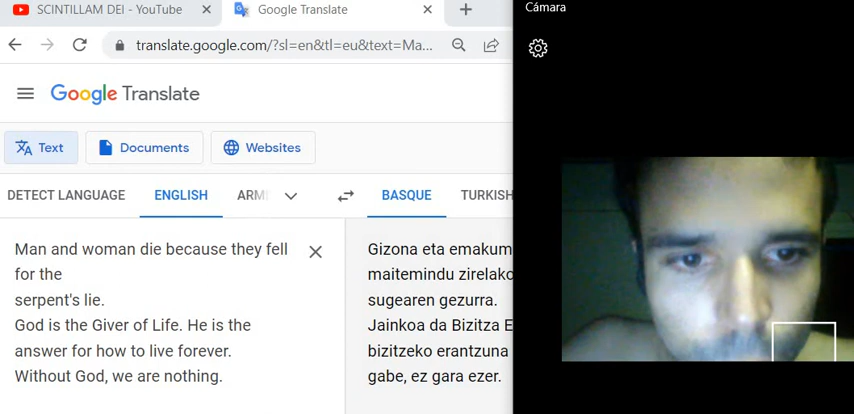 SCINTILLAM DEI - YouTube
Google Translate
Cámara
translate.google.com/?sl=en&tl=eu&text=Ma...
Google Translate
Text
Documents
Websites
DETECT LANGUAGE
ENGLISH
BASQUE
TURKISH
Man and woman die because they fell
for the
serpent's lie.
God is the Giver of Life. He is the
answer for how to live forever.
Without God, we are nothing.
Gizona eta emakum
maitemindu zirelako
sugearen gezurra.
Jainkoa da Bizitza E
bizitzeko erantzuna
gabe, ez gara ezer.